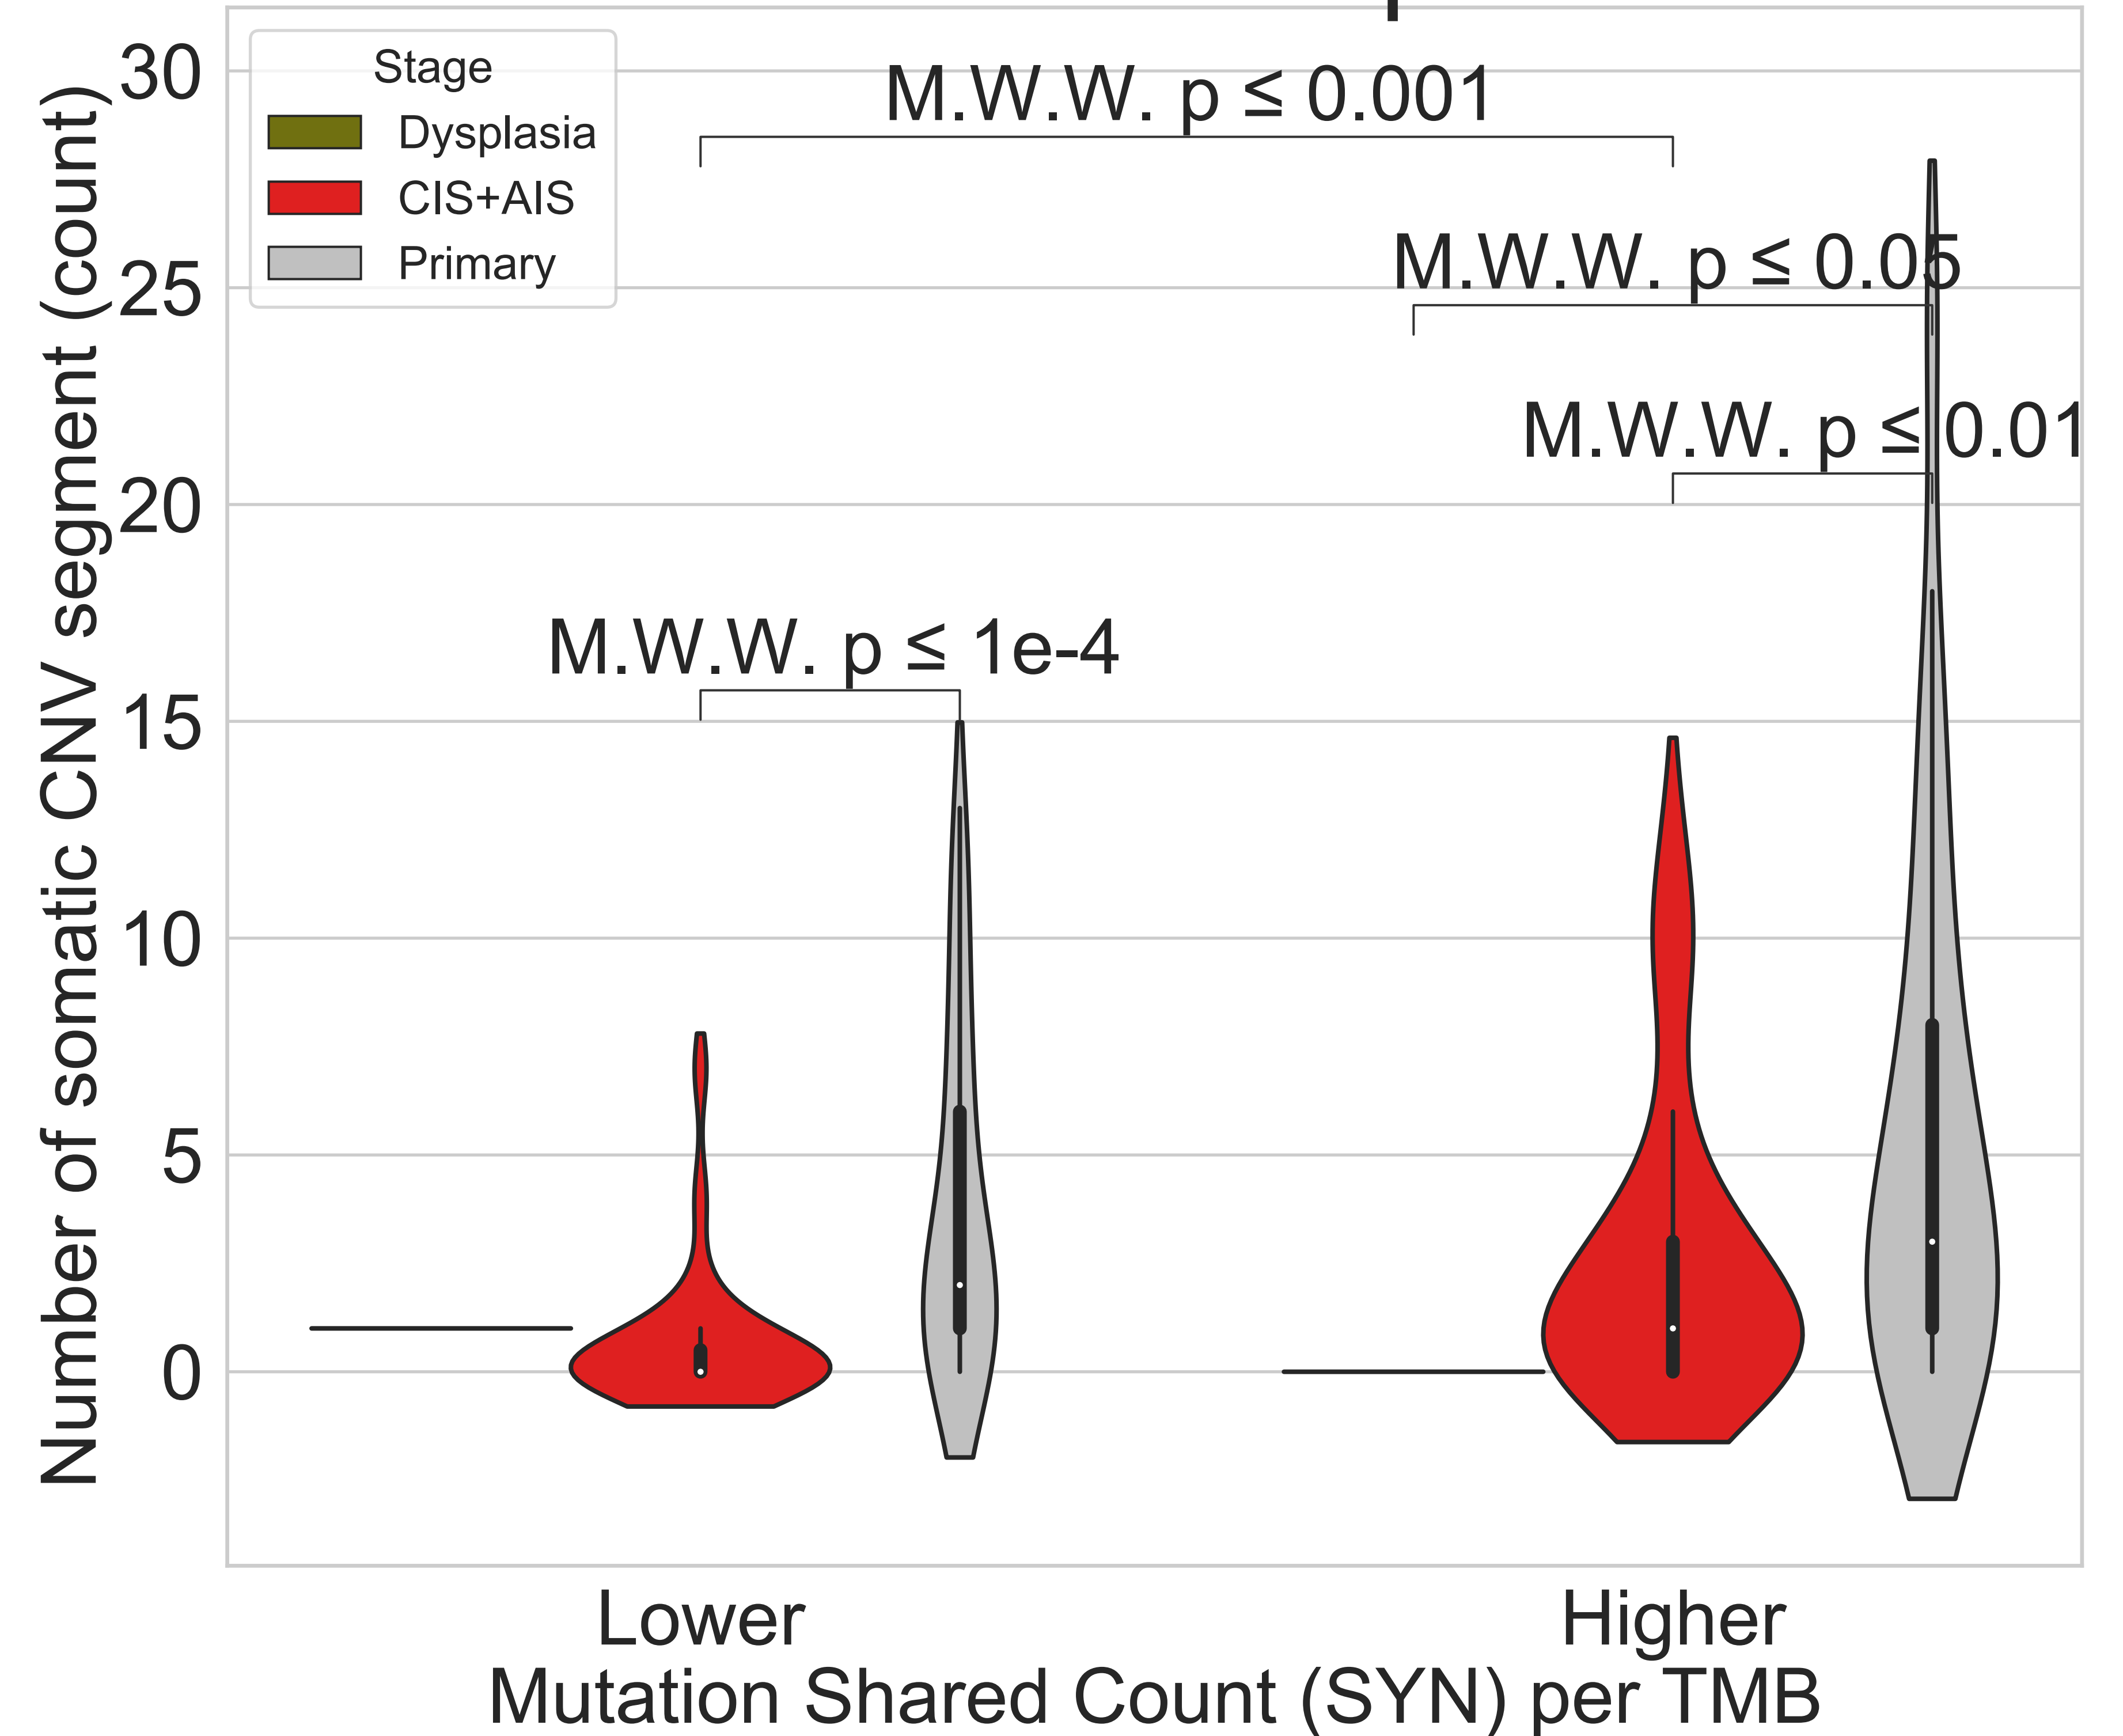 Number of somatic CNV segment (count)
30
25
20
15
10
5
0
Stage
Dysplasia
CIS+AIS
Primary
M.W.W. p ≤ 0.001
M.W.W. p ≤ 0.05
M.W.W. p ≤ 0.01
M.W.W. p ≤ 1e-4
Lower
Higher
Mutation Shared Count (SYN) per TMB